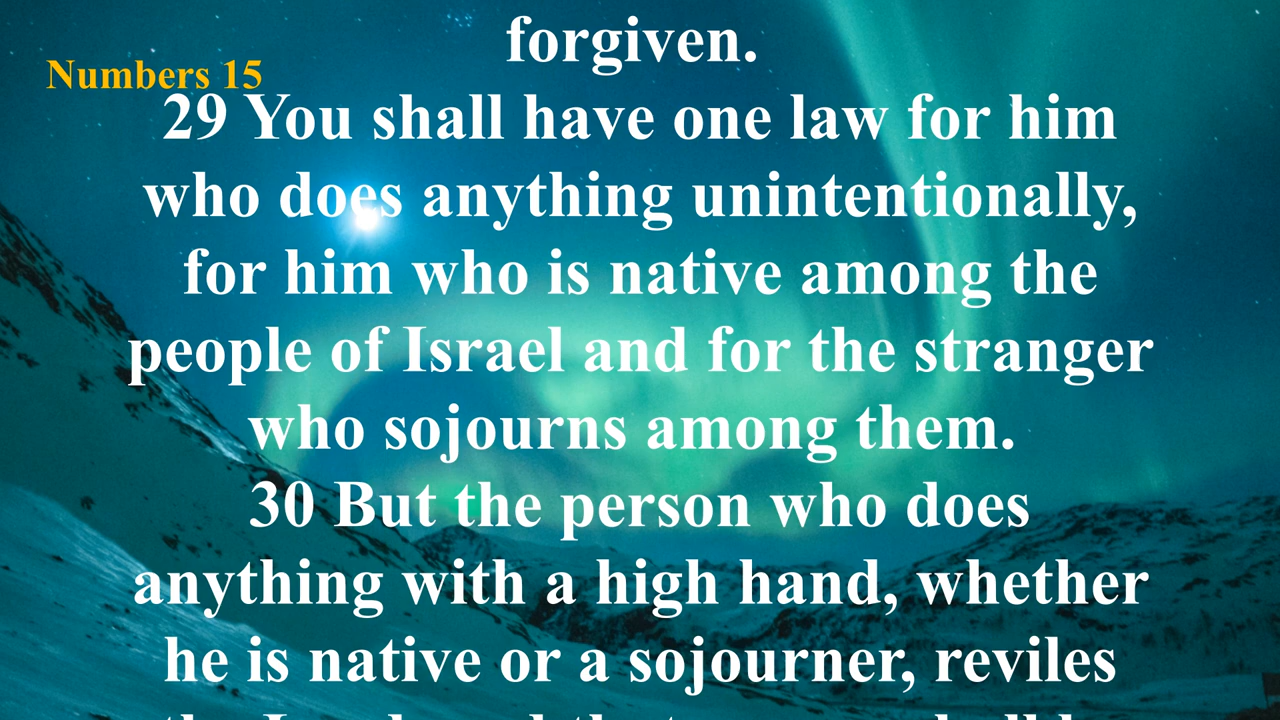 forgiven.
Numbers 15
29 You shall have one law for him
who does anything unintentionally,
for him who is native among the
people of Israel and for the stranger
who sojourns among them.
30 But the person who does
anything with a high hand, whether
he is native or a sojourner, reviles